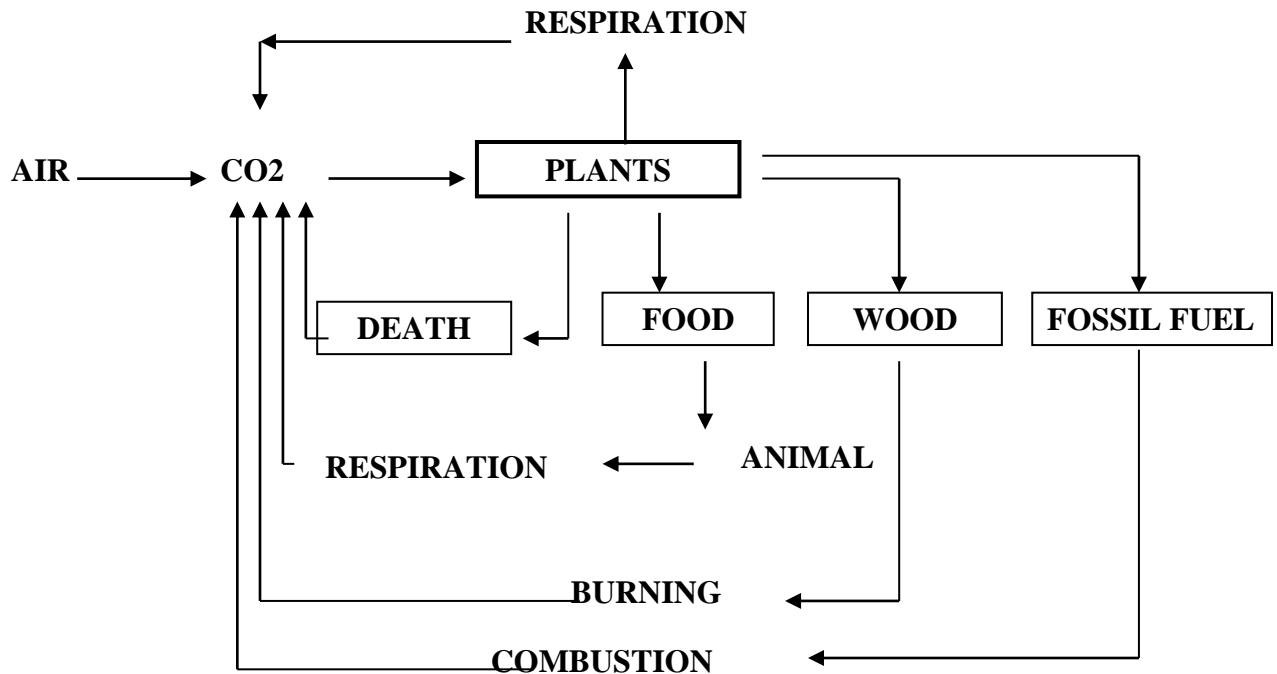 RESPIRATION
AIR
CO2
PLANTS
DEATH
FOOD
WOOD
FOSSIL FUEL
RESPIRATION
ANIMAL
BURNING
COMBUSTION